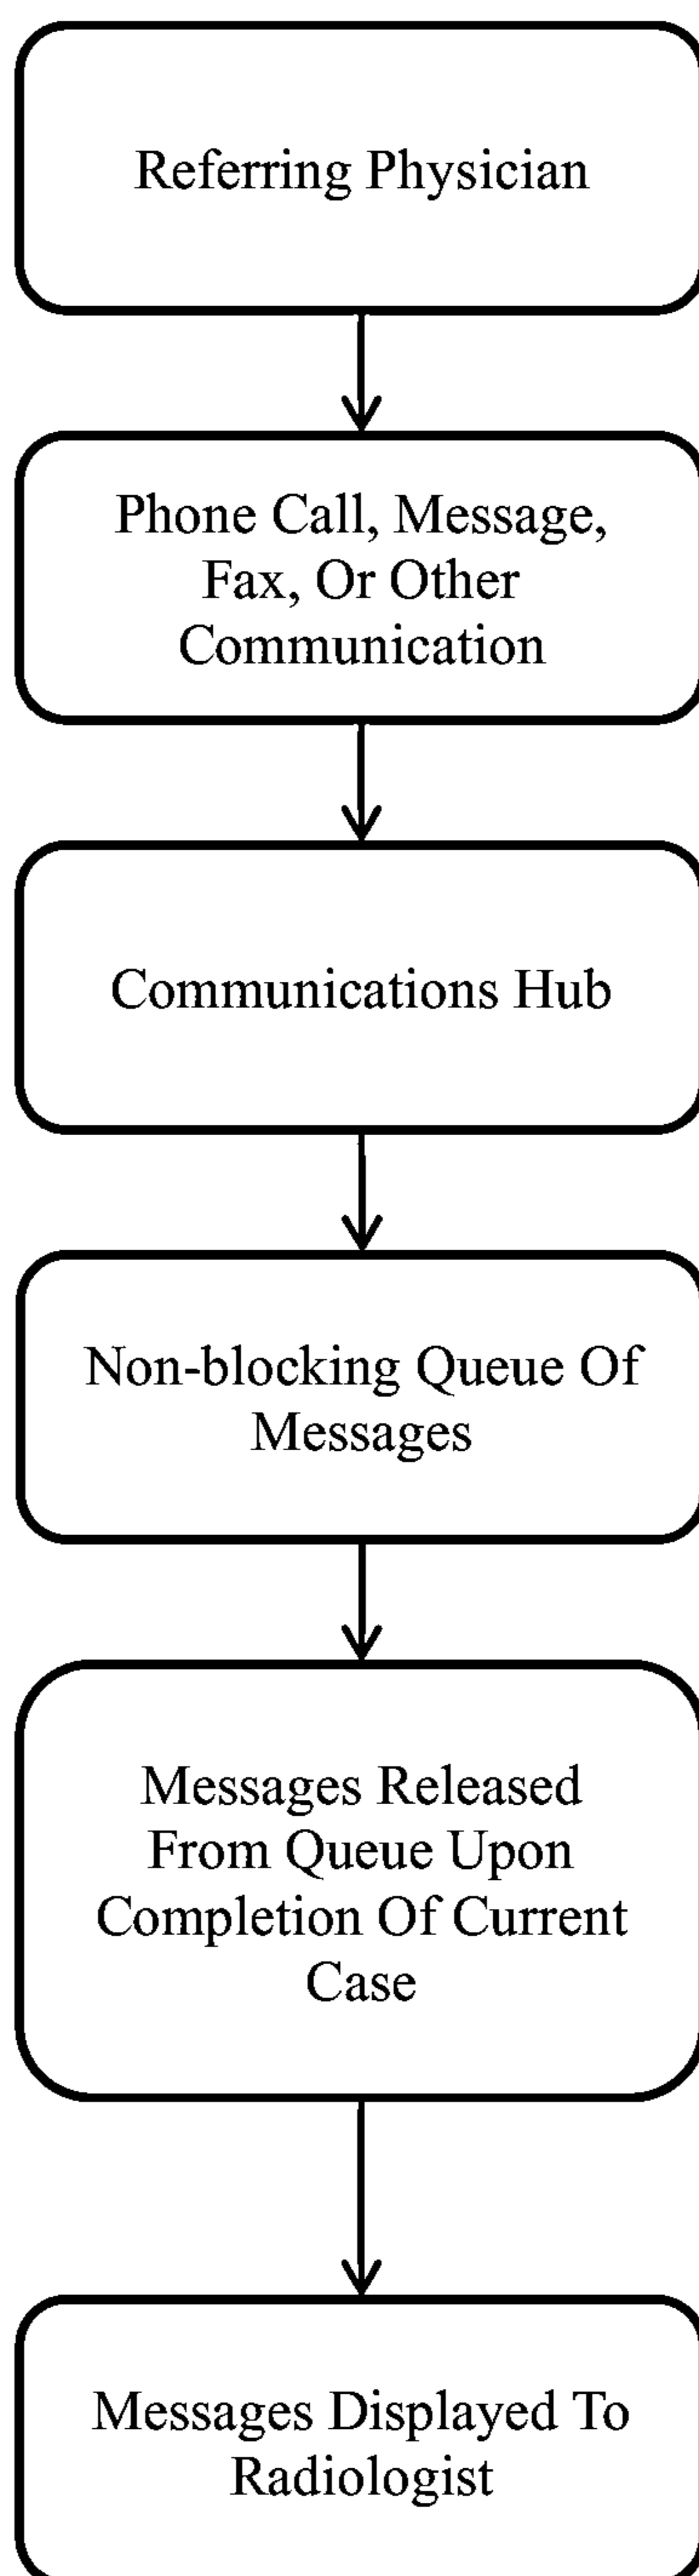 Referring Physician
Phone Call, Message,
Fax, Or Other
Communication
Communications Hub
Non-blocking Queue Of
Messages
Messages Released
From Queue Upon
Completion Of Current
Case
Messages Displayed To
Radiologist